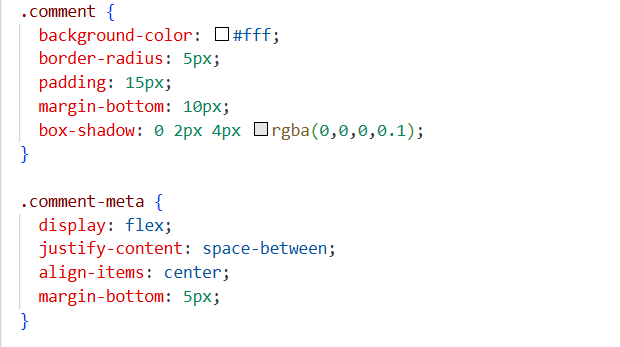 .comment {
background-color: #fff;
border-radius: 5px;
padding: 15px;
margin-bottom: 10px;
box-shadow: 0 2px 4px rgba(0,0,0,0.1);
}
.comment-meta {
display: flex;
justify-content: space-between;
align-items: center;
margin-bottom: 5px;
}